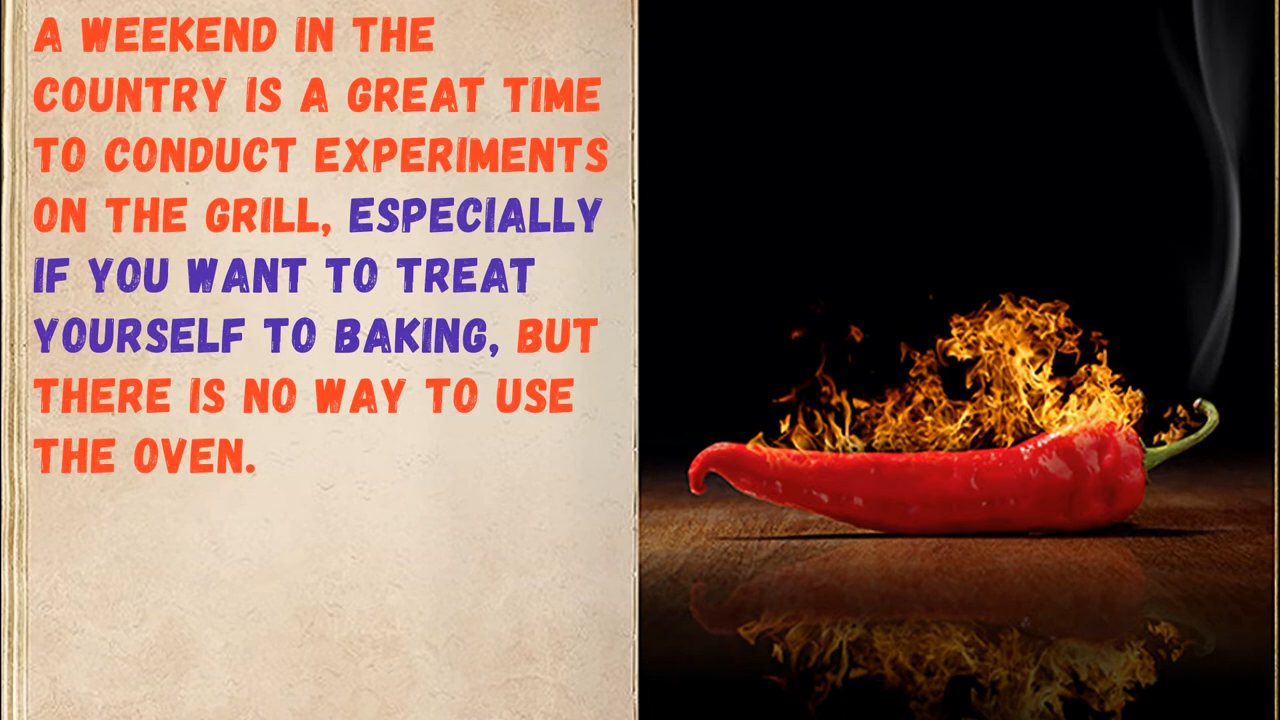 A WEEKEND IN THE
COUNTRY IS A GREAT TIME
TO CONDUCT EXPERIMENTS
ON THE GRILL, ESPECIALLY
IF YOU WANT TO TREAT
YOURSELF TO BAKING, BUT
THERE IS NO WAY TO USE
THE OVEN.